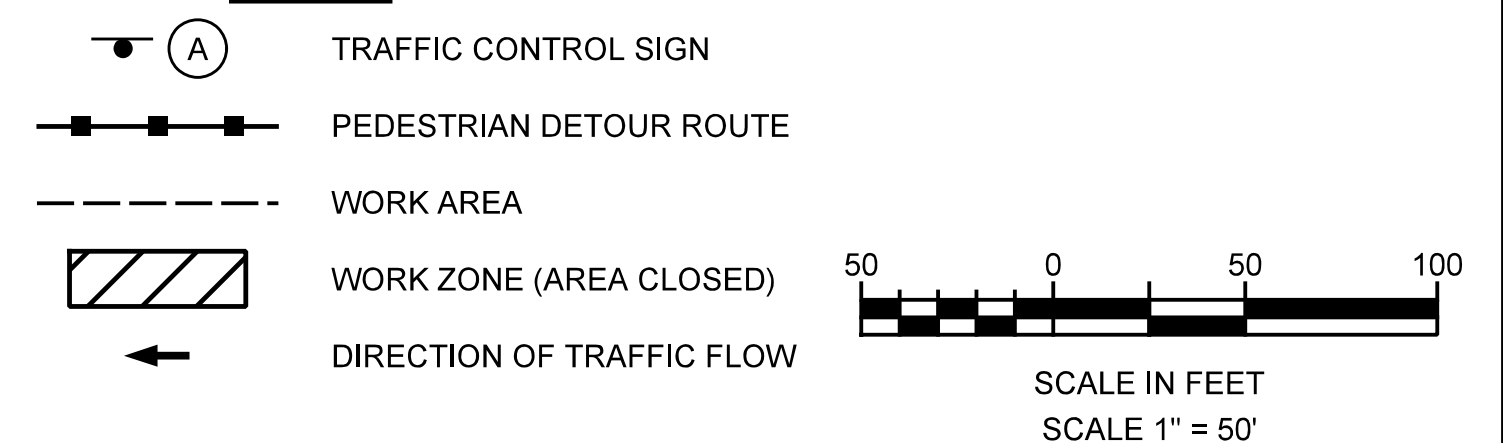 A TRAFFIC CONTROL SIGN
PEDESTRIAN DETOUR ROUTE
WORK AREA
WORK ZONE (AREA CLOSED)
DIRECTION OF TRAFFIC FLOW
50 0 50 100
SCALE IN FEET
SCALE 1" = 50'